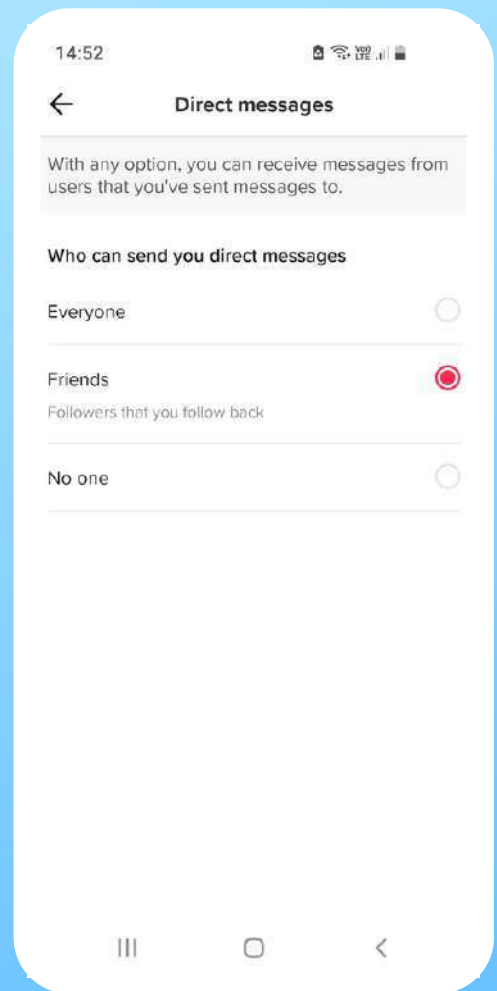 14:52
Direct messages
With any option, you can receive messages from
users that you've sent messages to.
Who can send you direct messages
Everyone
Friends
Followers that you follow back
No one